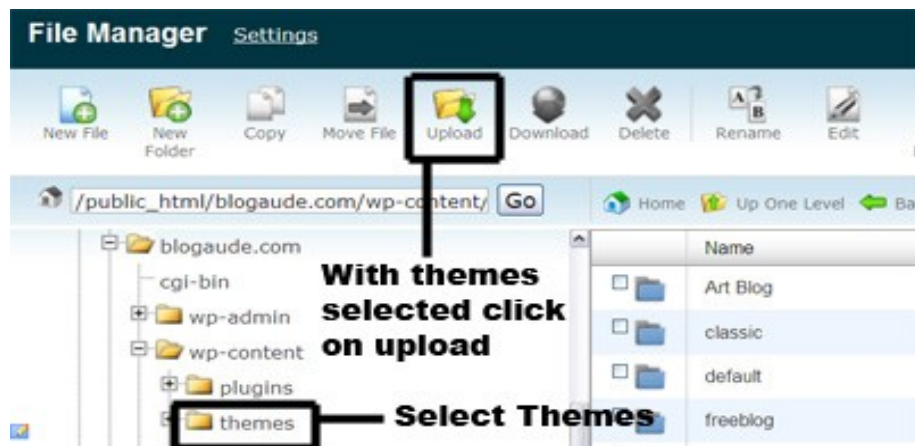 File Manager Settings
New File
New Folder
Copy
Move File
Upload
Download
Delete
Rename
Edit
/public_html/blogaude.com/wp-content/ Go
Home
Up One Level
blogaude.com
cgi-bin
wp-admin
wp-content
plugins
themes
With themes
selected click
on upload
Select Themes
Name
Art Blog
classic
default
freeblog